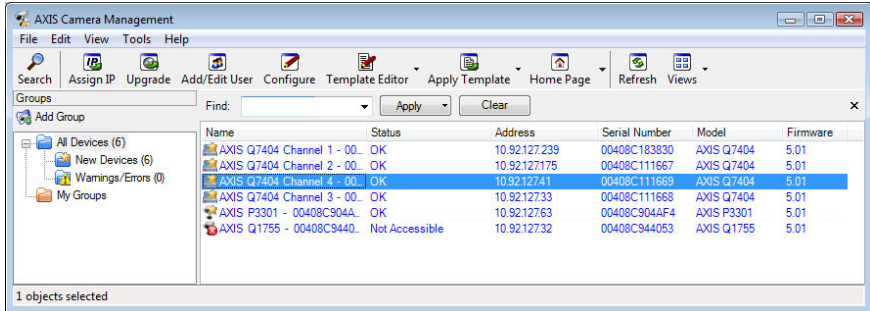 AXIS Camera Management
File Edit View Tools Help
Search Assign IP Upgrade Add/Edit User Configure Template Editor Apply Template Home Page Refresh Views
Groups
Add Group
All Devices (6)
New Devices (6)
Warnings/Errors (0)
My Groups
Find: Apply Clear
Name Status Address Serial Number Model Firmware
AXIS Q7404 Channel 1 - 00... OK 10.92.127.239 00408C183830 AXIS Q7404 5.01
AXIS Q7404 Channel 2 - 00... OK 10.92.127.175 00408C111667 AXIS Q7404 5.01
AXIS Q7404 Channel 4 - 00... OK 10.92.127.41 00408C111669 AXIS Q7404 5.01
AXIS Q7404 Channel 3 - 00... OK 10.92.127.33 00408C111668 AXIS Q7404 5.01
AXIS P3301 - 00408C904A... OK 10.92.127.63 00408C904AF4 AXIS P3301 5.01
AXIS Q1755 - 00408C9440... Not Accessible 10.92.127.32 00408C944053 AXIS Q1755 5.01
1 objects selected